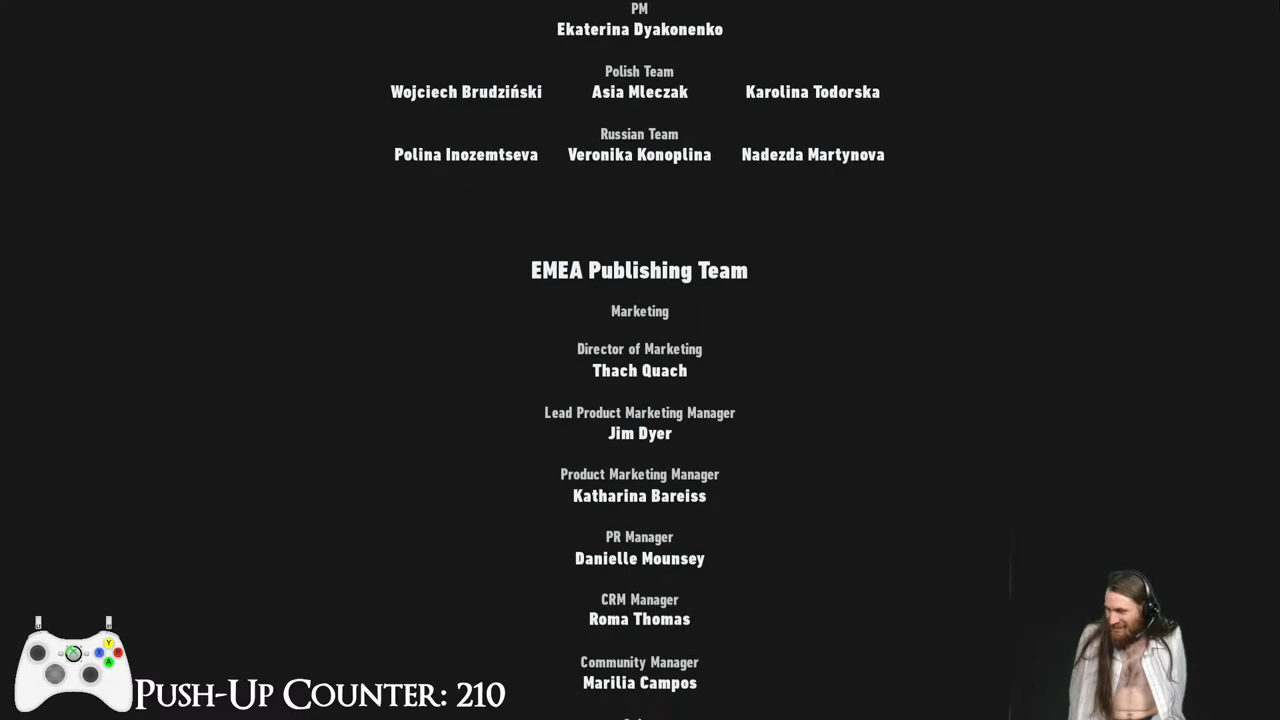 PM
Ekaterina Dyakonenko
Polish Team
Wojciech Brudziński Asia Mleczak Karolina Todorska
Russian Team
Polina Inozemtseva Veronika Konoplina Nadezda Martynova
EMEA Publishing Team
Marketing
Director of Marketing
Thach Quach
Lead Product Marketing Manager
Jim Dyer
Product Marketing Manager
Katharina Bareiss
PR Manager
Danielle Mounsey
CRM Manager
Roma Thomas
Community Manager
Marilia Campos
Y
X B
A
Push-Up Counter: 210